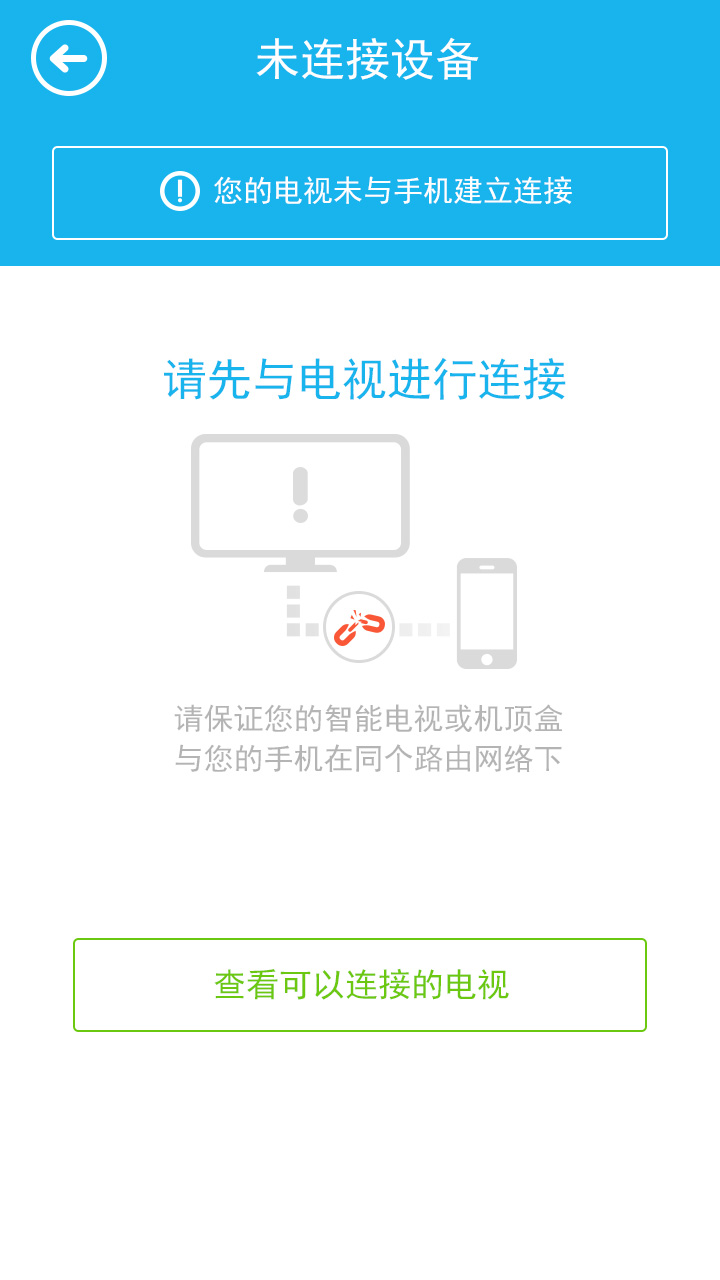 未连接设备
您的电视未与手机建立连接
请先与电视进行连接
请保证您的智能电视或机顶盒
与您的手机在同个路由网络下
查看可以连接的电视